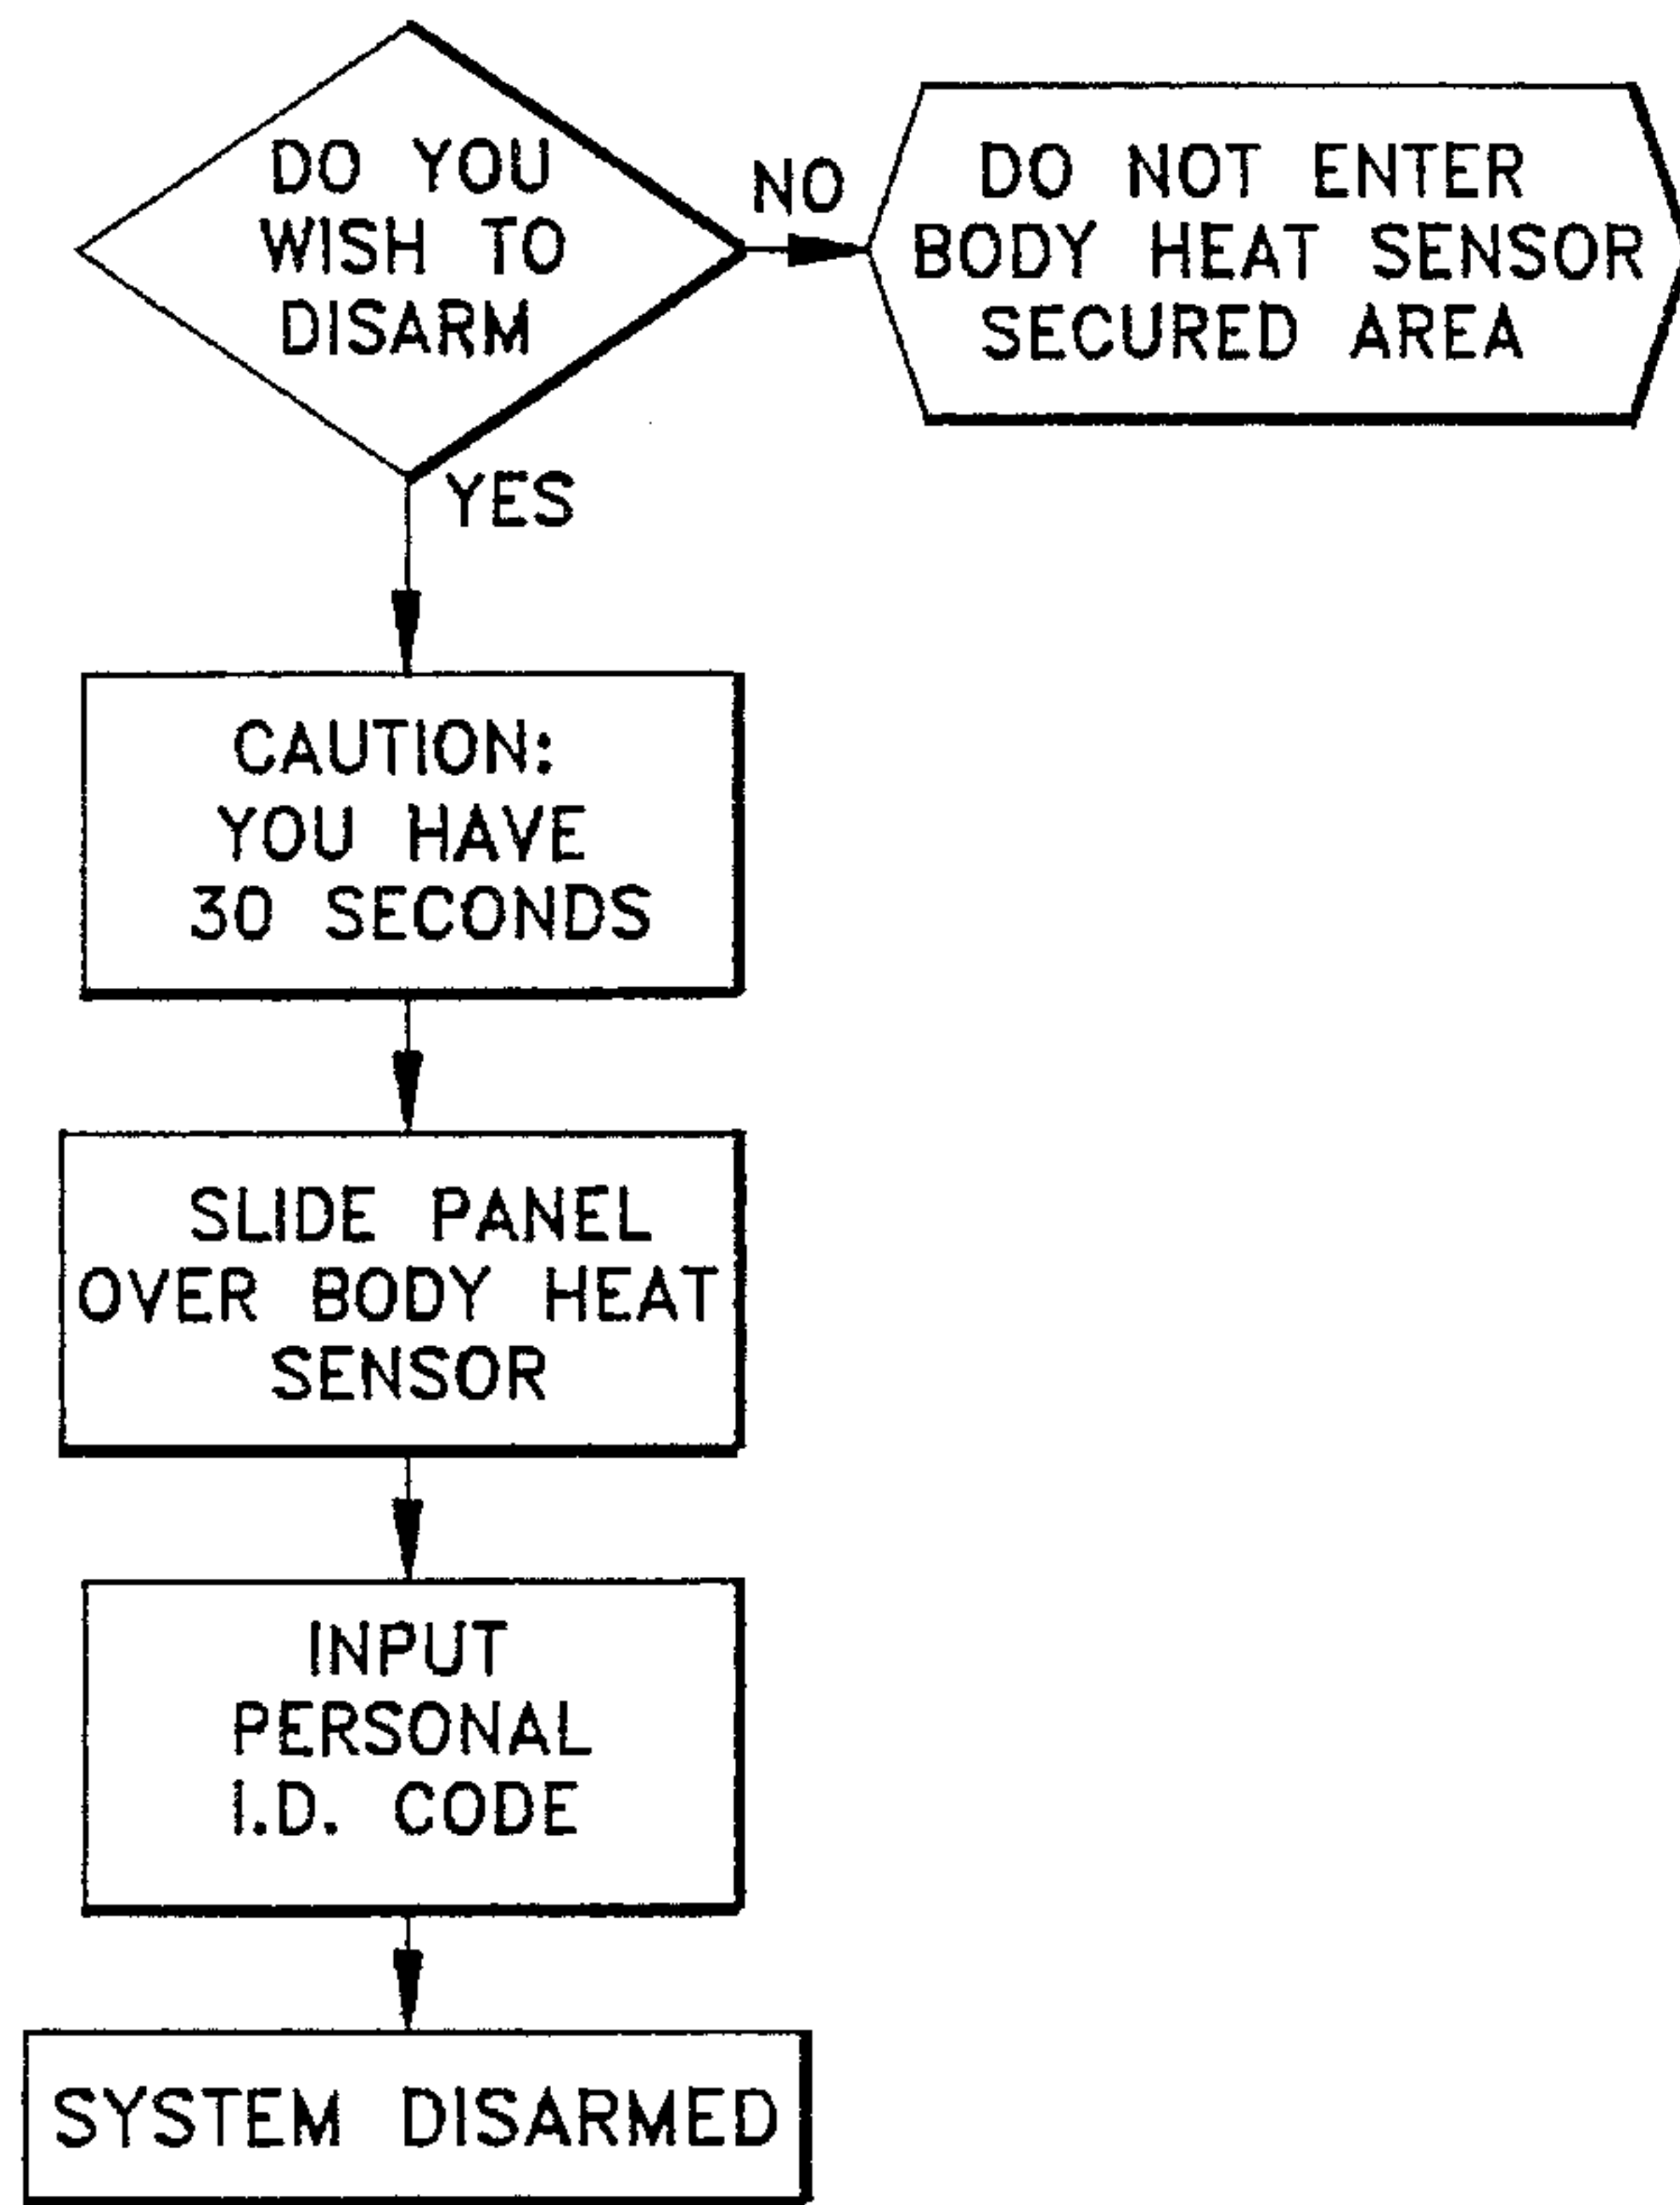 DO YOU
WISH TO
DISARM
NO
DO NOT ENTER
BODY HEAT SENSOR
SECURED AREA
YES
CAUTION:
YOU HAVE
30 SECONDS
SLIDE PANEL
OVER BODY HEAT
SENSOR
INPUT
PERSONAL
I.D. CODE
SYSTEM DISARMED